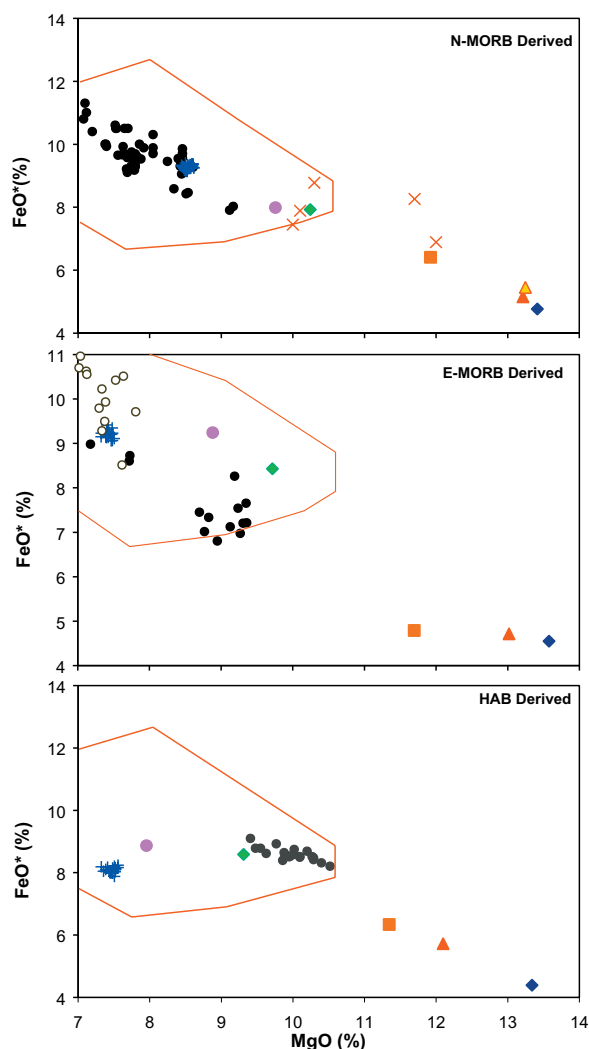 14
N-MORB Derived
12
10
FeO*(%)
8
6
4
11
E-MORB Derived
10
9
FeO* (%)
8
7
6
5
4
14
HAB Derived
12
10
FeO*(%)
8
6
4
7 8 9 10 11 12 13 14
MgO (%)